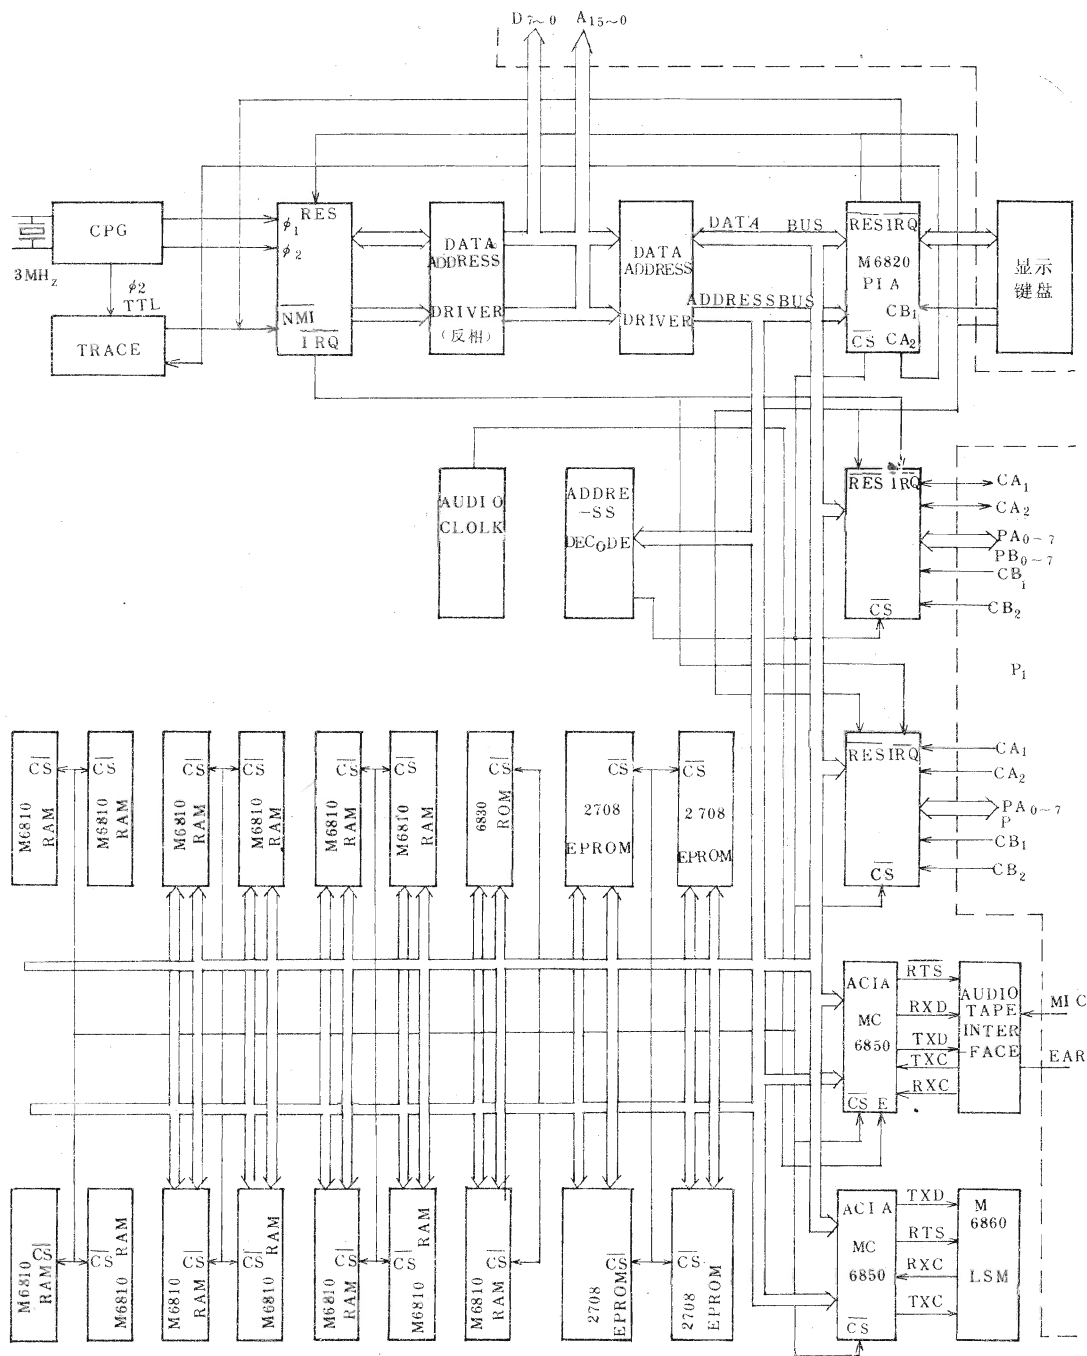 D7~0 A15~0
CPG
3MHz
φ2
TTL
TRACE
RES
φ1
φ2
NMI
IRQ
DATA
ADDRESS
DRIVER
(反相)
DATA
ADDRESS
DRIVER
DATA BUS
ADDRESSBUS
RES IRQ
M6820
PIA
CB1
CS CA2
显示
键盘
AUDIO
CLOLK
ADDRE
-SS
DECODE
RES IRQ
CS
CA1
CA2
PA0-7
PB0-7
CB1
CB2
P1
RES IRQ
CS
CA1
CA2
PA0-7
P
CB1
CB2
CS
M6810
RAM
CS
M6810
RAM
CS
M6810
RAM
CS
M6810
RAM
CS
M6810
RAM
CS
M6810
RAM
CS
6830
ROM
CS
2708
EPROM
CS
2708
EPROM
ACIA
MC
6850
CS E
RTS
RXD
TXD
TXC
RXC
AUDIO
TAPE
INTER
-FACE
MIC
EAR
CS
M6810
RAM
CS
M6810 RAM
CS
M6810
RAM
CS
M6810 RAM
CS
M6810
RAM
CS
M6810 RAM
CS
M6810
RAM
CS
2708
EPROM
CS
2708
EPROM
ACIA
MC
6850
CS
TXD
RTS
RXC
TXC
M
6860
LSM